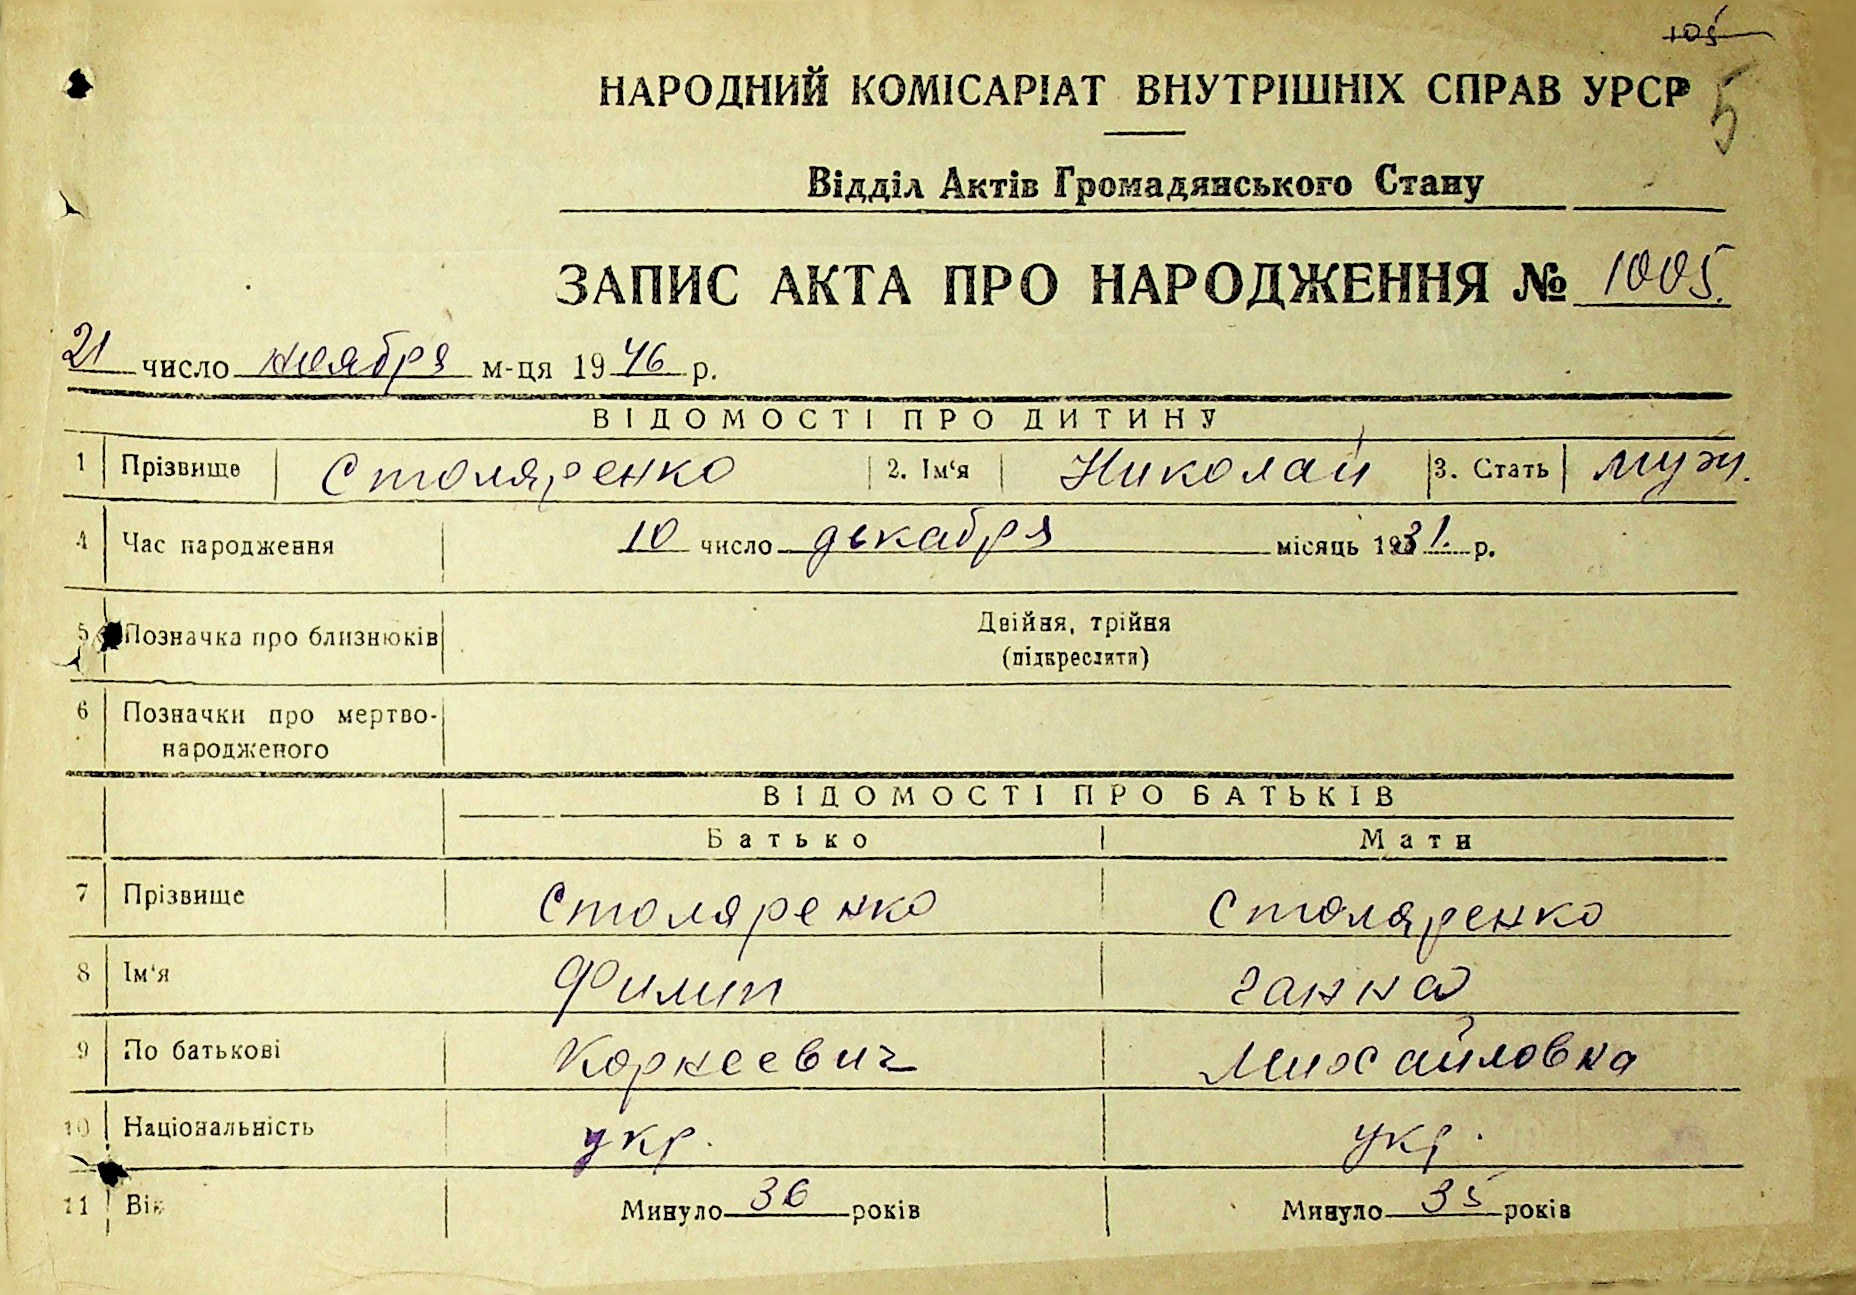 105
НАРОДНИЙ КОМІСАРІАТ ВНУТРІШНІХ СПРАВ УРСР
5
Відділ Актів Громадянського Стану
ЗАПИС АКТА ПРО НАРОДЖЕННЯ № 1005.
21 число ноября м-ця 1946 р.
ВІДОМОСТІ ПРО ДИТИНУ
1 Прізвище Столяренко 2. Ім‘я Николай 3. Стать муж.
4 Час народження 10 число декабря місяць 1931. р.
5 Позначка про близнюків Двійня, трійня
(підкреслити)
6 Позначки про мертво-
народженого
ВІДОМОСТІ ПРО БАТЬКІВ
Батько Мати
7 Прізвище Столяренко Столяренко
8 Ім‘я Филип Ганна
9 По батькові Корнеевич Михайловна
10 Національність укр. укр.
11 Вік Минуло 36 років Минуло 35 років